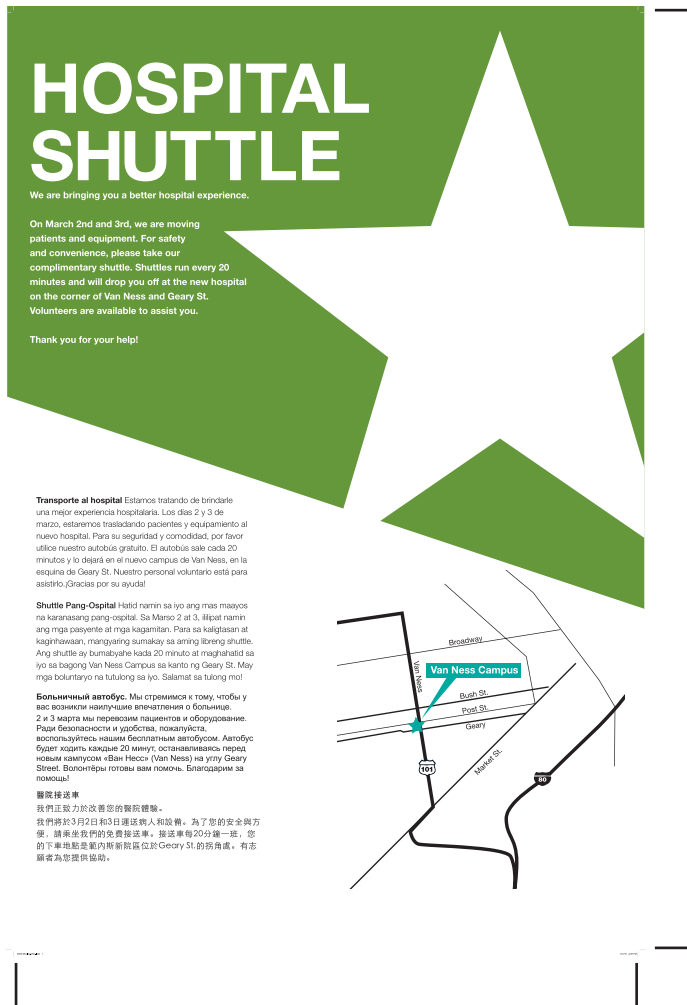 HOSPITAL
SHUTTLE
We are bringing you a better hospital experience.
On March 2nd and 3rd, we are moving
patients and equipment. For safety
and convenience, please take our
complimentary shuttle. Shuttles run every 20
minutes and will drop you off at the new hospital
on the corner of Van Ness and Geary St.
Volunteers are available to assist you.
Thank you for your help!
Transporte al hospital Estamos tratando de brindarle
una mejor experiencia hospitalaria. Los días 2 y 3 de
marzo, estaremos trasladando pacientes y equipamiento al
nuevo hospital. Para su seguridad y comodidad, por favor
utilice nuestro autobús gratuito. El autobús sale cada 20
minutos y lo dejará en el nuevo campus de Van Ness, en la
esquina de Geary St. Nuestro personal voluntario está para
asistirlo.¡Gracias por su ayuda!
Shuttle Pang-Ospital Hatid namin sa iyo ang mas maayos
na karanasang pang-ospital. Sa Marso 2 at 3, ililipat namin
ang mga pasyente at mga kagamitan. Para sa kaligtasan at
kaginhawaan, mangyaring sumakay sa aming libreng shuttle.
Ang shuttle ay bumabyahe kada 20 minuto at maghahatid sa
iyo sa bagong Van Ness Campus sa kanto ng Geary St. May
mga boluntaryo na tutulong sa iyo. Salamat sa tulong mo!
Больничный автобус. Мы стремимся к тому, чтобы у
вас возникли наилучшие впечатления о больнице.
2 и 3 марта мы перевозим пациентов и оборудование.
Ради безопасности и удобства, пожалуйста,
воспользуйтесь нашим бесплатным автобусом. Автобус
будет ходить каждые 20 минут, останавливаясь перед
новым кампусом «Ван Несс» (Van Ness) на углу Geary
Street. Волонтёры готовы вам помочь. Благодарим за
помощь!
醫院接送車
我們正致力於改善您的醫院體驗。
我們將於3月2日和3日運送病人和設備。為了您的安全與方
便，請乘坐我們的免費接送車。接送車每20分鐘一班，您
的下車地點是範內斯新院區位於Geary St.的拐角處。有志
願者為您提供協助。
Broadway
Van Ness
Van Ness Campus
Bush St.
Post St.
Geary
Market St.
101
80